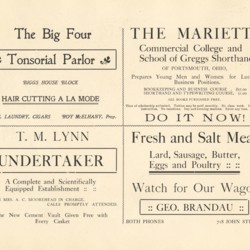 The Big Four
Tonsorial Parlor
BIGGS HOUSE BLOCK
HAIR CUTTING A LA MODE
LAUNDRY, CIGARS ROY McELHANY, Prop.
T. M. LYNN
UNDERTAKER
A Complete and Scientifically
Equipped Establishment
MRS. A. C. MOOREHEAD IN CHARGE
CALLS PROMPTLY ATTENDED
New Cement Vault Given Free with
Every Casket
THE MARIETT
Commercial College and
School of Greggs Shorthand
OF PORTSMOUTH, OHIO,
Prepares Young Men and Women for
Business Positions.
BOOKKEEPING AND BUSINESS COURSE
SHORTHAND AND TYPEWRITING COURSE
ALL BOOKS FURNISHED FREE.
DO IT NOW!
Fresh and Salt Mea
Lard, Sausage, Butter,
Eggs and Poultry
Watch for Our Wago
GEO. BRANDAU
BOTH PHONES JOHN ST